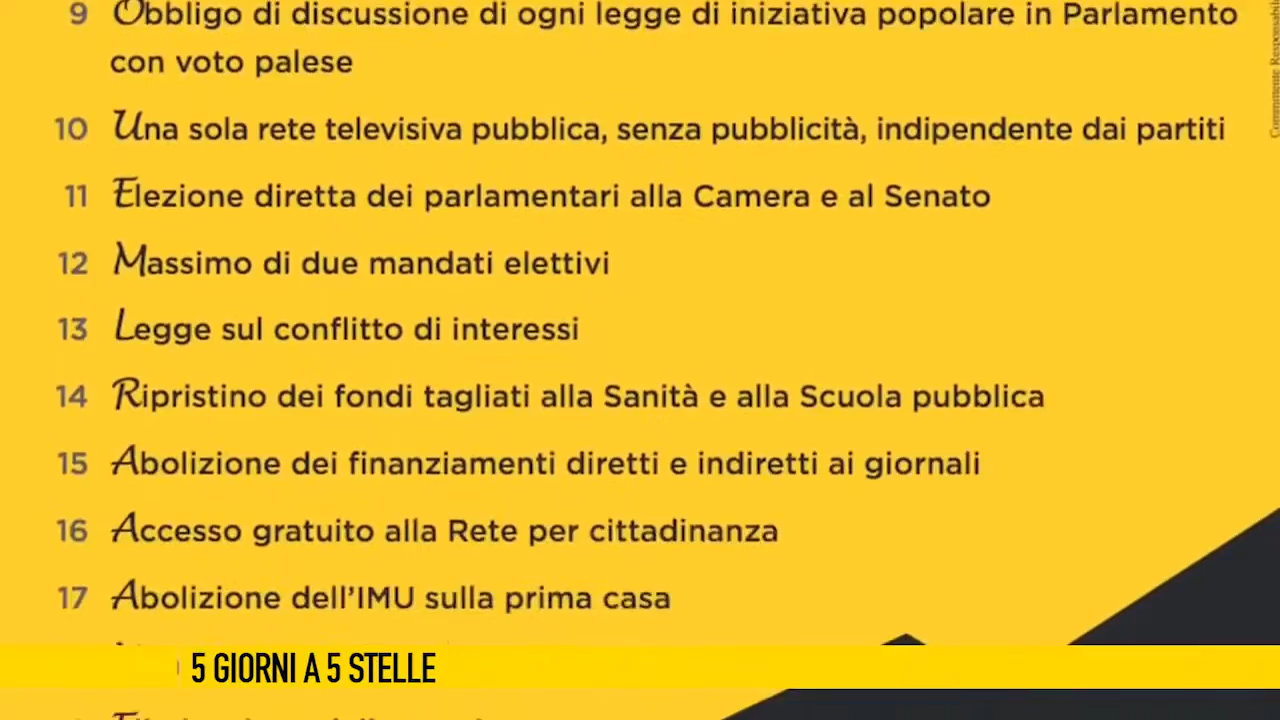 9 Obbligo di discussione di ogni legge di iniziativa popolare in Parlamento
con voto palese
10 Una sola rete televisiva pubblica, senza pubblicità, indipendente dai partiti
11 Elezione diretta dei parlamentari alla Camera e al Senato
12 Massimo di due mandati elettivi
13 Legge sul conflitto di interessi
14 Ripristino dei fondi tagliati alla Sanità e alla Scuola pubblica
15 Abolizione dei finanziamenti diretti e indiretti ai giornali
16 Accesso gratuito alla Rete per cittadinanza
17 Abolizione dell'IMU sulla prima casa
5 GIORNI A 5 STELLE